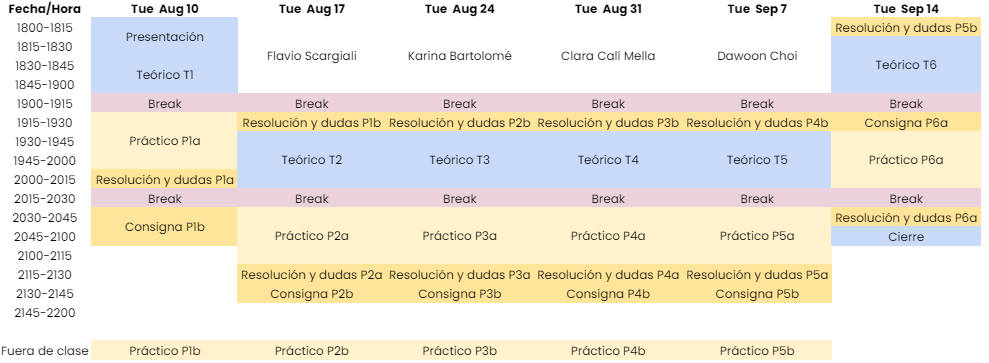 Fecha/Hora Tue Aug 10 Tue Aug 17 Tue Aug 24 Tue Aug 31 Tue Sep 7 Tue Sep 14
1800-1815 Resolución y dudas P5b
Presentación
1815-1830
Flavio Scargiali Karina Bartolomé Clara Calí Mella Dawoon Choi
1830-1845 Teórico T6
Teórico T1
1845-1900
1900-1915 Break Break Break Break Break Break
1915-1930 Resolución y dudas P1b Resolución y dudas P2b Resolución y dudas P3b Resolución y dudas P4b Consigna P6a
1930-1945 Práctico P1a
1945-2000 Teórico T2 Teórico T3 Teórico T4 Teórico T5 Práctico P6a
2000-2015 Resolución y dudas P1a
2015-2030 Break Break Break Break Break Break
2030-2045 Resolución y dudas P6a
Consigna P1b
2045-2100 Práctico P2a Práctico P3a Práctico P4a Práctico P5a Cierre
2100-2115
2115-2130 Resolución y dudas P2a Resolución y dudas P3a Resolución y dudas P4a Resolución y dudas P5a
2130-2145 Consigna P2b Consigna P3b Consigna P4b Consigna P5b
2145-2200
Fuera de clase Práctico P1b Práctico P2b Práctico P3b Práctico P4b Práctico P5b